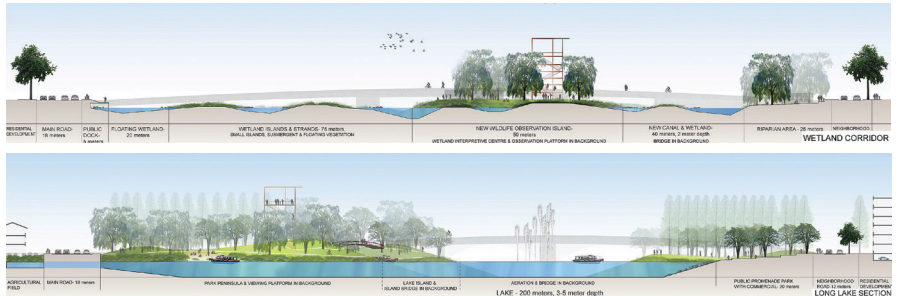 RESIDENTIAL
DEVELOPMENT
MAIN ROAD-
18 meters
PUBLIC
DOCK-
FLOATING WETLAND-
20 meters
WETLAND ISLANDS & STRANDS- 75 meters,
SMALL ISLANDS, SUBMERGENT & FLOATING VEGETATION
NEW WILDLIFE OBSERVATION ISLAND-
50 meters
WETLAND INTERPRETIVE CENTRE & OBSERVATION PLATFORM IN BACKGROUND
NEW CANAL & WETLAND-
40 meters, 2 meter depth
BRIDGE IN BACKGROUND
RIPARIAN AREA - 26 meters
NEIGHBORHOOD
WETLAND CORRIDOR
AGRICULTURAL
FIELD
MAIN ROAD- 18 meters
PARK PENINSULA & VIEWING PLATFORM IN BACKGROUND
LAKE ISLAND &
ISLAND BRIDGE IN BACKGROUND
AERATION & BRIDGE IN BACKGROUND
LAKE - 200 meters, 3-5 meter depth
PUBLIC PROMENADE PARK
WITH COMMERCIAL- 20 meters
NEIGHBORHOOD
ROAD-12 meters
RESIDENTIAL
DEVELOPMENT
LONG LAKE SECTION